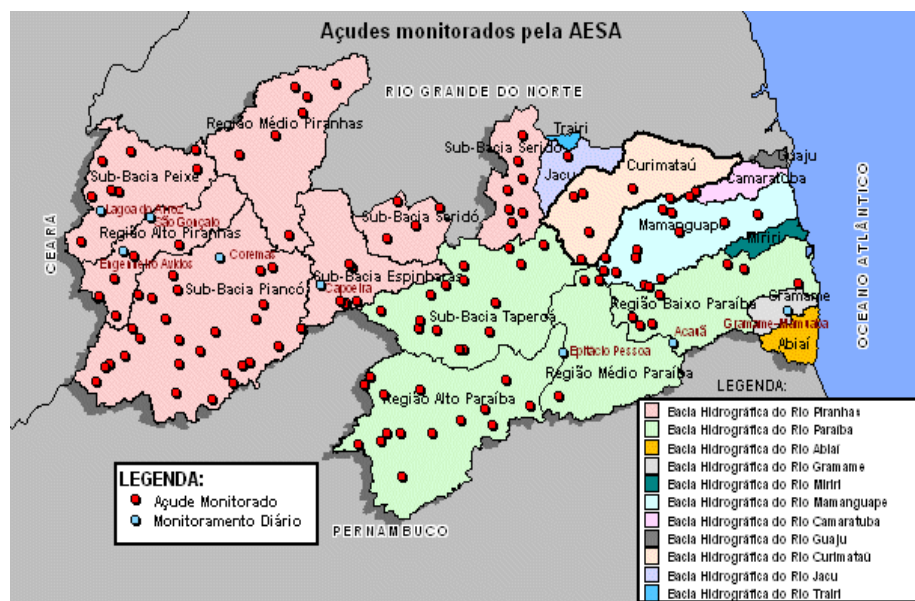 Açudes monitorados pela AESA
RIO GRANDE DO NORTE
Região Médio Piranhas
Trairi
Sub-Bacia Seridó
Guaju
Curimataú
Sub-Bacia Peixe
Jacu
Camaratuba
Lagoa do Arroz
São Gonçalo
Sub-Bacia Seridó
Mamanguape
Região Alto Piranhas
Miriri
CEARÁ
Engenheiro Avidos
Coremas
Sub-Bacia Espinharas
OCEANO ATLÂNTICO
Sub-Bacia Piancó
Capoeira
Região Baixo Paraíba
Gramame
Sub-Bacia Taperoá
Gramame-Mamuaba
Acauã
Abiaí
Epitácio Pessoa
Região Médio Paraíba
Região Alto Paraíba
LEGENDA:
Bacia Hidrográfica do Rio Piranhas
Bacia Hidrográfica do Rio Paraíba
Bacia Hidrográfica do Rio Abiaí
Bacia Hidrográfica do Rio Gramame
Bacia Hidrográfica do Rio Miriri
Bacia Hidrográfica do Rio Mamanguape
Bacia Hidrográfica do Rio Camaratuba
Bacia Hidrográfica do Rio Guaju
Bacia Hidrográfica do Rio Curimataú
Bacia Hidrográfica do Rio Jacu
Bacia Hidrográfica do Rio Trairi
LEGENDA:
Açude Monitorado
Monitoramento Diário
PERNAMBUCO